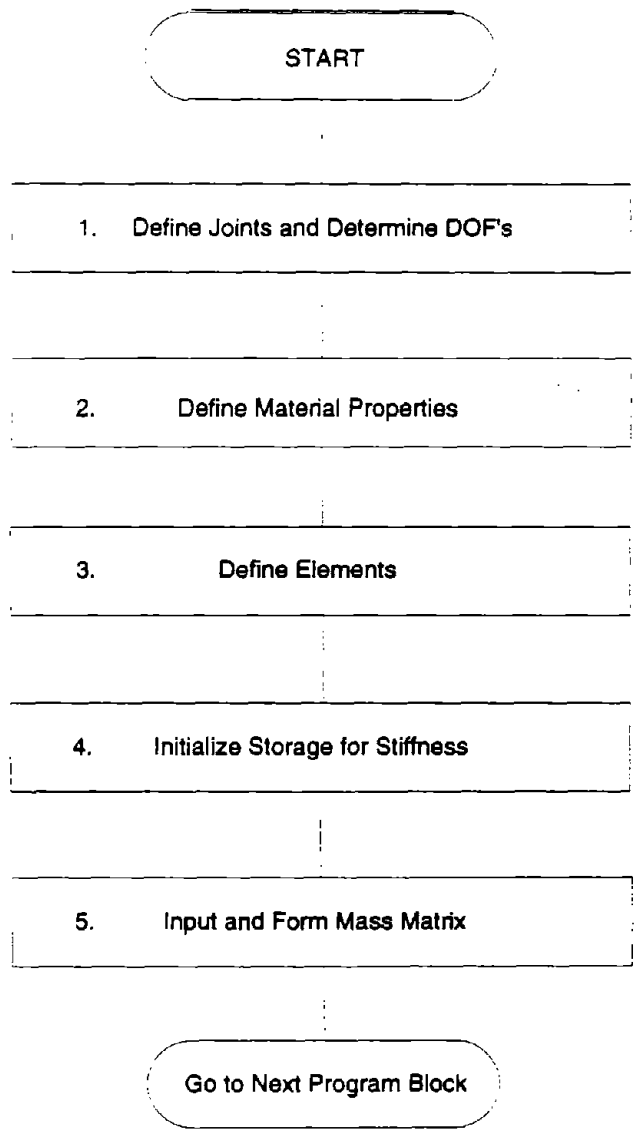 START
1. Define Joints and Determine DOF's
2. Define Material Properties
3. Define Elements
4. Initialize Storage for Stiffness
5. Input and Form Mass Matrix
Go to Next Program Block